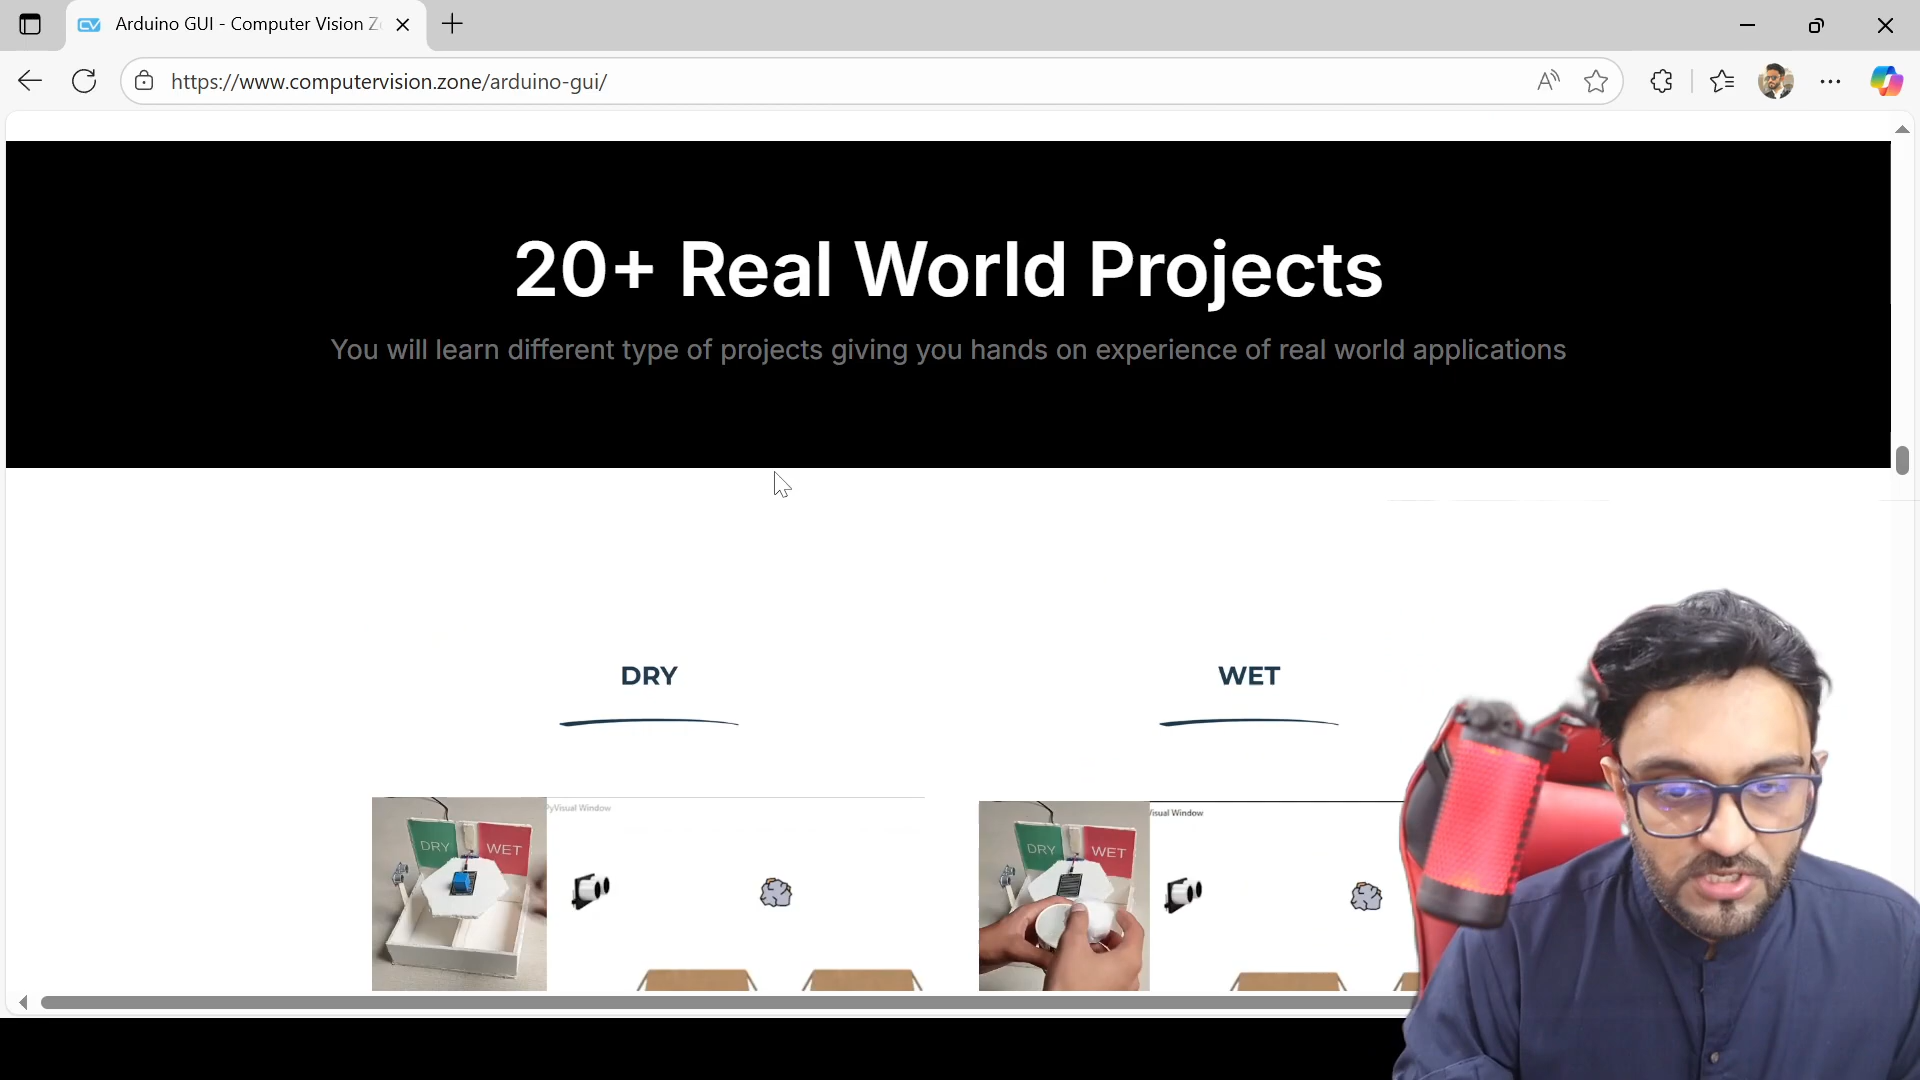 Arduino GUI - Computer Vision Z
https://www.computervision.zone/arduino-gui/
20+ Real World Projects
You will learn different type of projects giving you hands on experience of real world applications
DRY
WET
PyVisual Window
Visual Window
DRY
WET
DRY
WET